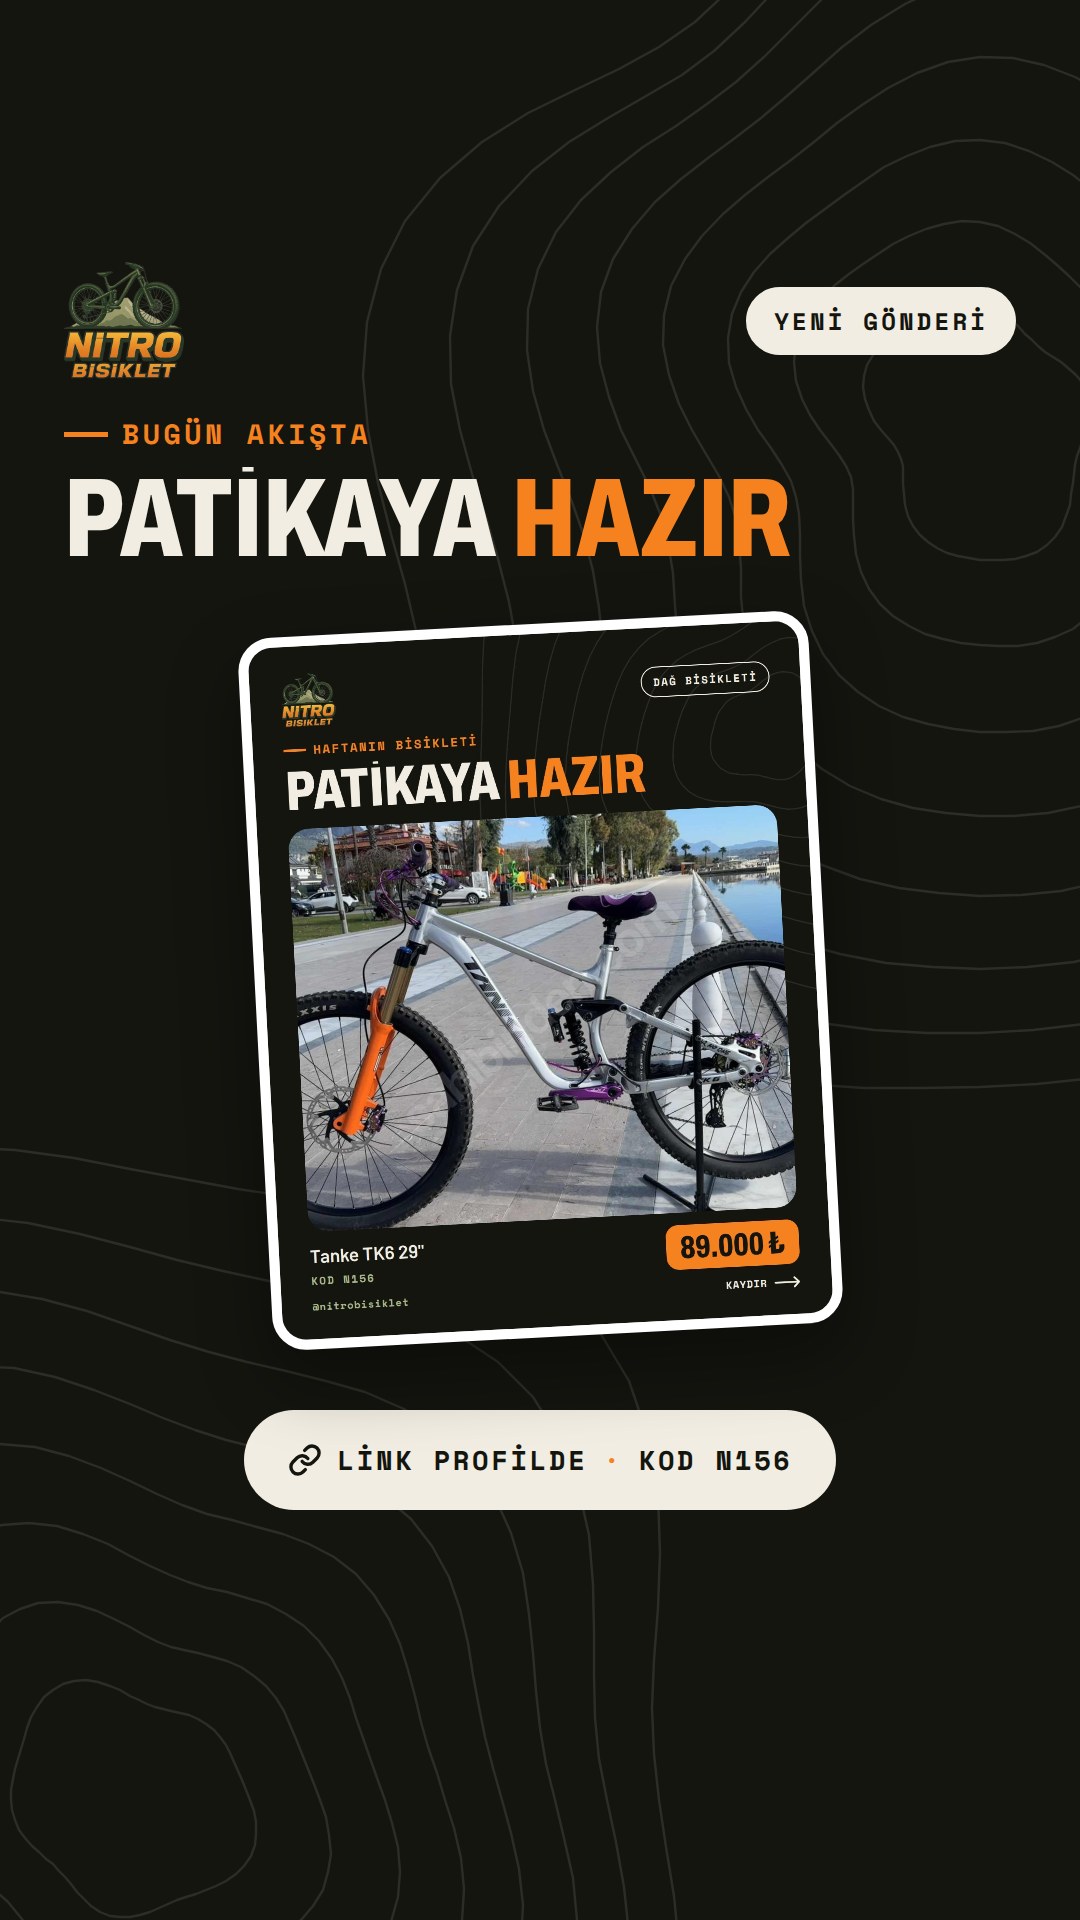 NiTRO
BiSiKLET
YENİ GÖNDERİ
BUGÜN AKIŞTA
PATİKAYA HAZIR
NiTRO
BISIKLET
DAĞ BİSİKLETİ
HAFTANIN BİSİKLETİ
PATİKAYA HAZIR
TANKE
Tanke TK6 29"
89.000 ₺
KOD N156
KAYDIR
@nitrobisiklet
LİNK PROFİLDE · KOD N156